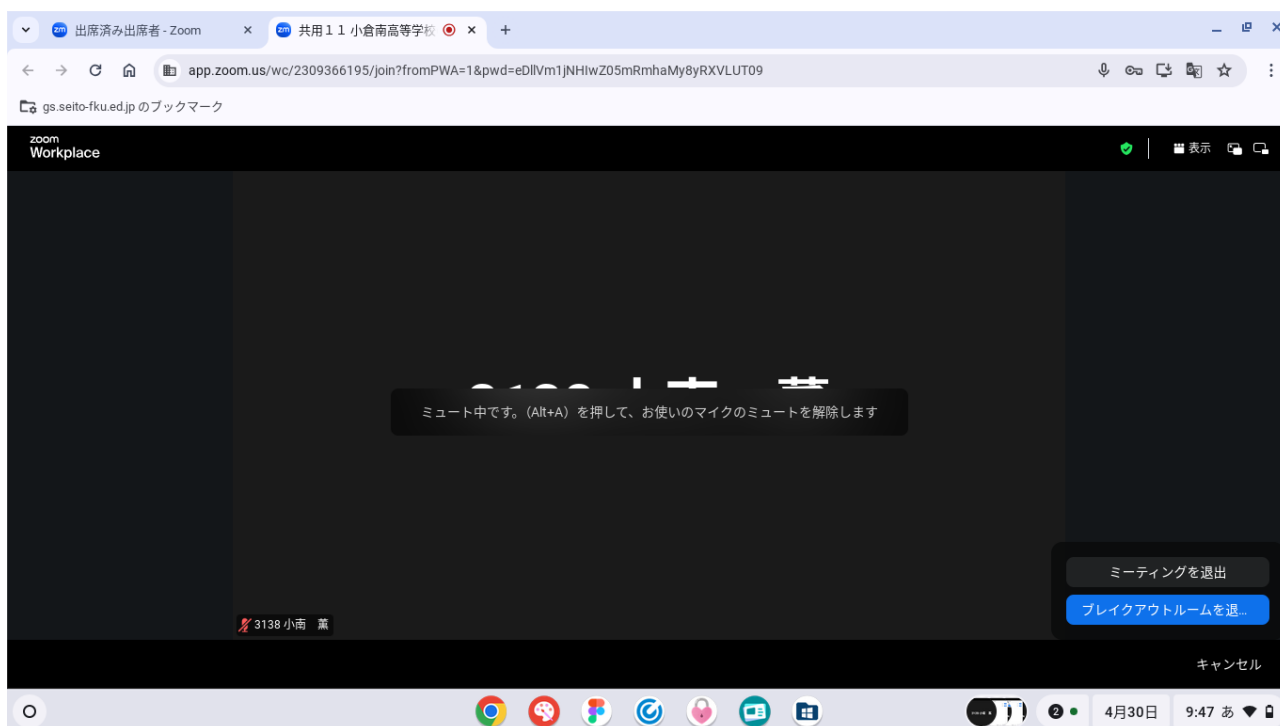 出席済み出席者 - Zoom
共用１１ 小倉南高等学校
app.zoom.us/wc/2309366195/join?fromPWA=1&pwd=eDllVm1jNHIwZ05mRmhaMy8yRXVLUT09
gs.seito-fku.ed.jp のブックマーク
zoom
Workplace
表示
3138 小南　薫
ミュート中です。（Alt+A）を押して、お使いのマイクのミュートを解除します
ミーティングを退出
ブレイクアウトルームを退...
3138 小南　薫
キャンセル
2
4月30日
9:47 あ